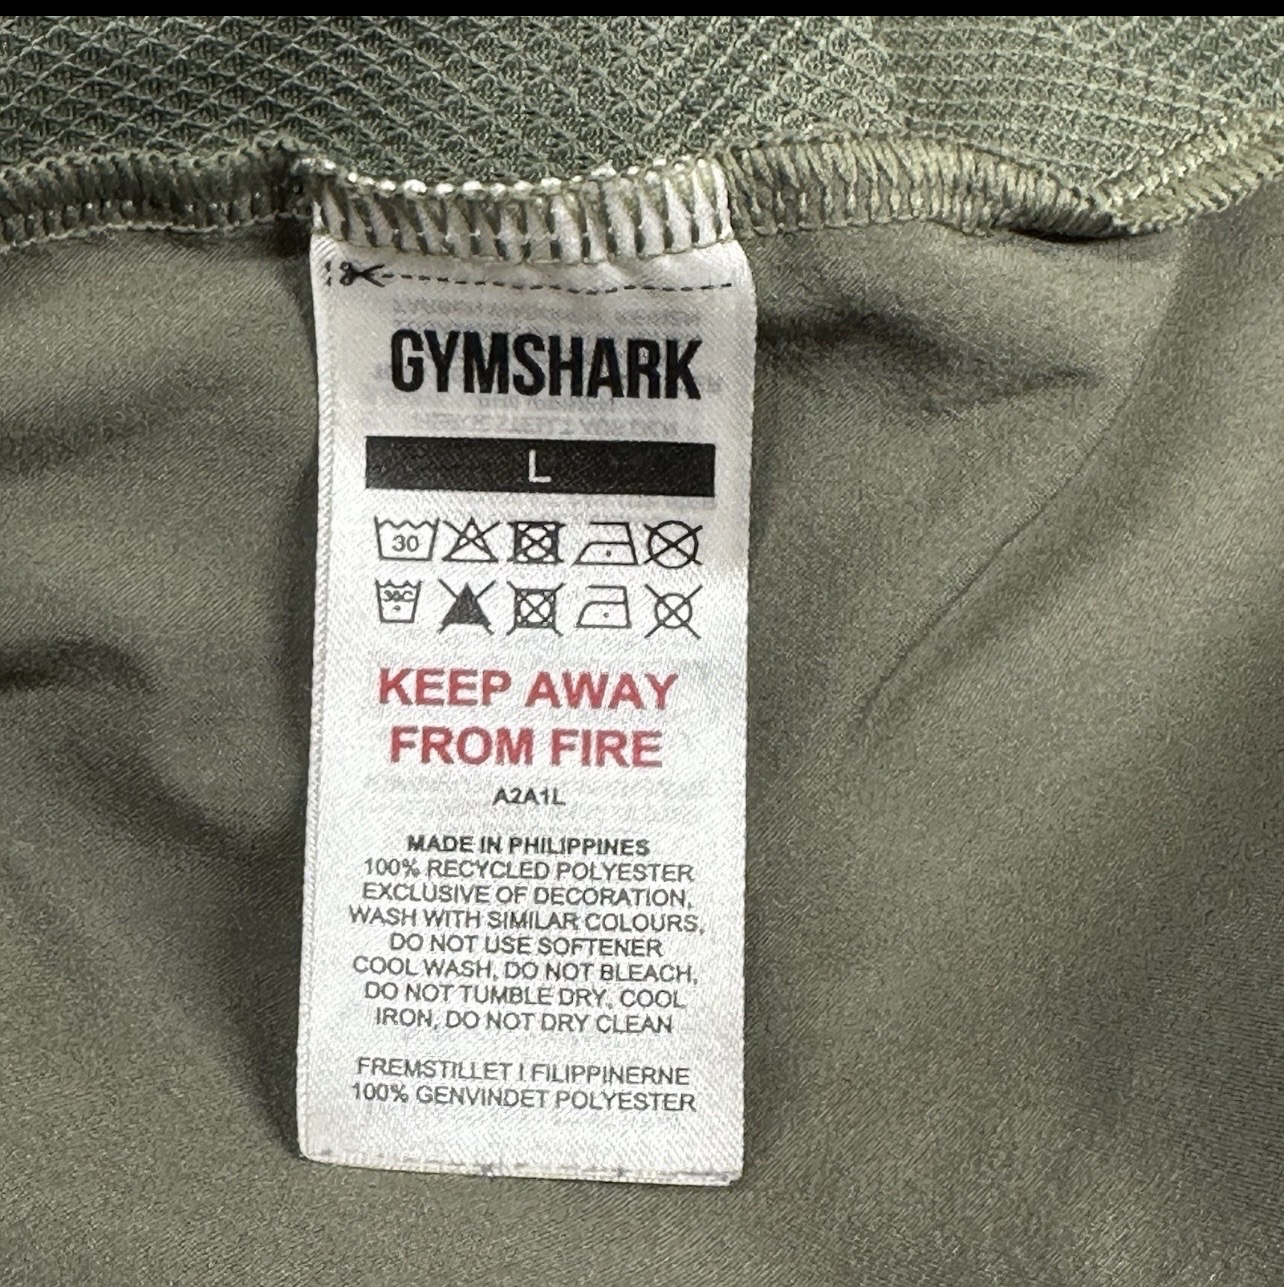 GYMSHARK
L
30
30C
KEEP AWAY
FROM FIRE
A2A1L
MADE IN PHILIPPINES
100% RECYCLED POLYESTER
EXCLUSIVE OF DECORATION,
WASH WITH SIMILAR COLOURS,
DO NOT USE SOFTENER
COOL WASH, DO NOT BLEACH,
DO NOT TUMBLE DRY, COOL
IRON, DO NOT DRY CLEAN
FREMSTILLET I FILIPPINERNE
100% GENVINDET POLYESTER